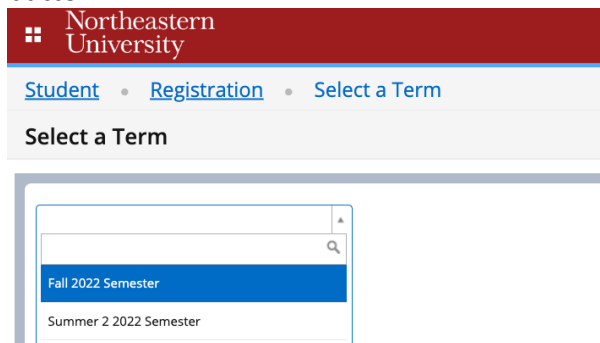 Northeastern
University
Student • Registration • Select a Term
Select a Term
Fall 2022 Semester
Summer 2 2022 Semester